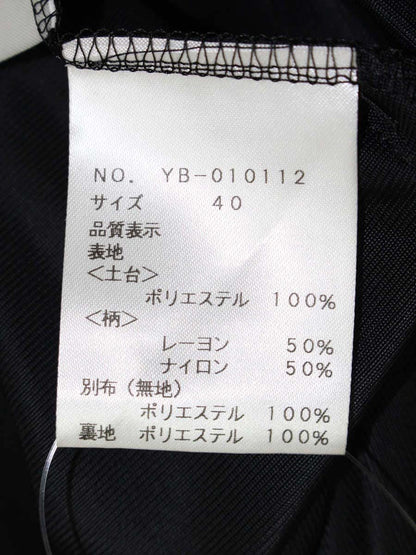 NO. YB-010112
サイズ 40
品質表示
表地
<土台>
ポリエステル 100%
<柄>
レーヨン 50%
ナイロン 50%
別布(無地)
ポリエステル 100%
裏地 ポリエステル 100%